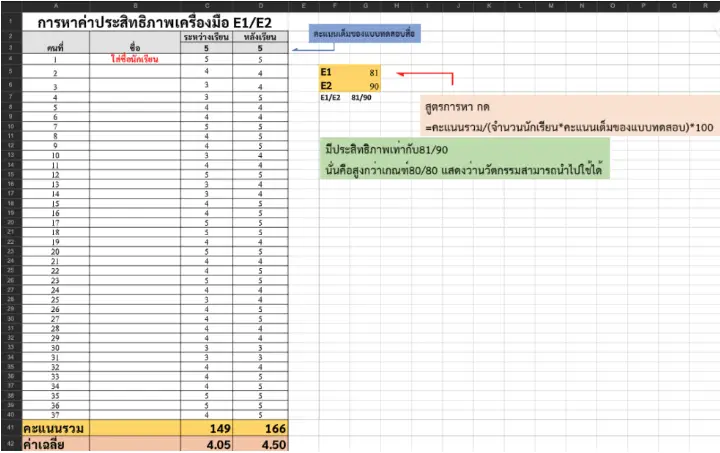 A B C D E F G H I J K L M N O P Q R
1 การหาค่าประสิทธิภาพเครื่องมือ E1/E2
2 ระหว่างเรียน หลังเรียน คะแนนเต็มของแบบทดสอบสื่อ
3 คนที่ ชื่อ 5 5
4 1 ใส่ชื่อนักเรียน 5 5
5 2 4 4 E1 81
6 3 3 4 E2 90
7 4 3 5 E1/E2 81/90
8 5 4 4 สูตรการหา กด
9 6 4 4
10 7 5 5 =คะแนนรวม/(จำนวนนักเรียน*คะแนนเต็มของแบบทดสอบ)*100
11 8 4 5
12 9 4 5 มีประสิทธิภาพเท่ากับ81/90
13 10 3 4
14 11 4 4 นั่นคือสูงกว่าเกณฑ์80/80 แสดงว่านวัตกรรมสามารถนำไปใช้ได้
15 12 5 5
16 13 3 4
17 14 3 4
18 15 4 5
19 16 4 5
20 17 5 5
21 18 5 5
22 19 4 4
23 20 5 5
24 21 4 4
25 22 4 5
26 23 5 5
27 24 4 4
28 25 3 4
29 26 4 5
30 27 4 5
31 28 4 4
32 29 4 4
33 30 3 3
34 31 3 3
35 32 4 4
36 33 4 5
37 34 4 5
38 35 5 5
39 36 5 5
40 37 4 5
41 คะแนนรวม 149 166
42 ค่าเฉลี่ย 4.05 4.50